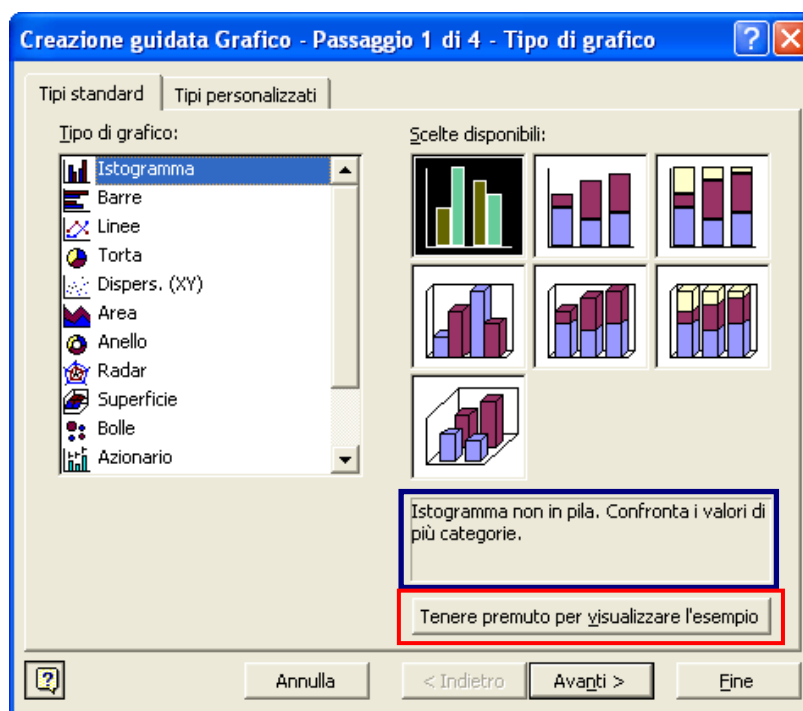 Creazione guidata Grafico - Passaggio 1 di 4 - Tipo di grafico
Tipi standard
Tipi personalizzati
Tipo di grafico:
Istogramma
Barre
Linee
Torta
Dispers. (XY)
Area
Anello
Radar
Superficie
Bolle
Azionario
Scelte disponibili:
Istogramma non in pila. Confronta i valori di
più categorie.
Tenere premuto per visualizzare l'esempio
Annulla
< Indietro
Avanti >
Fine